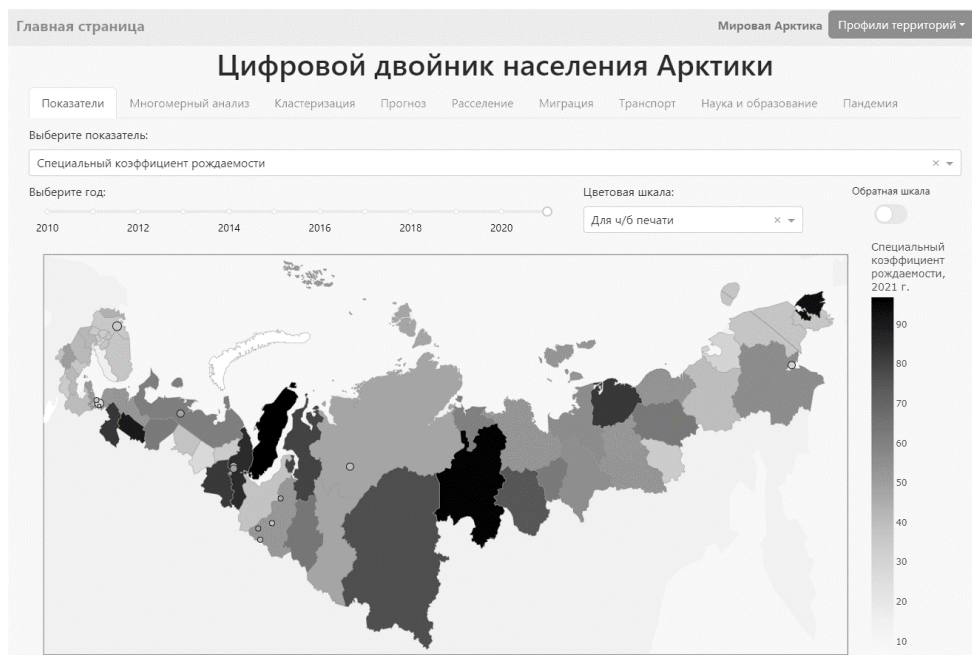 Главная страница
Мировая Арктика
Профили территорий
Цифровой двойник населения Арктики
Показатели Многомерный анализ Кластеризация Прогноз Расселение Миграция Транспорт Наука и образование Пандемия
Выберите показатель:
Специальный коэффициент рождаемости
Выберите год:
Цветовая шкала:
Обратная шкала
Для ч/б печати
2010 2012 2014 2016 2018 2020
Специальный
коэффициент
рождаемости,
2021 г.
90
80
70
60
50
40
30
20
10